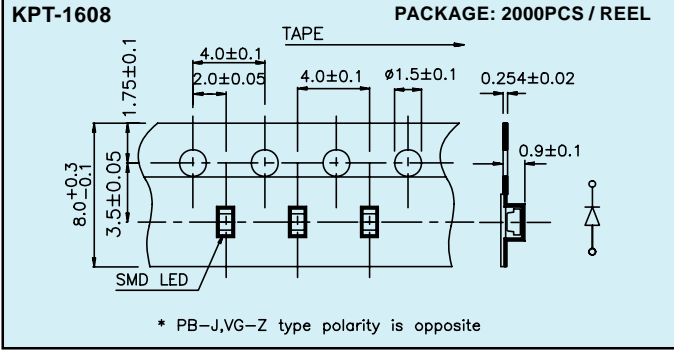 KPT-1608
PACKAGE: 2000PCS / REEL
TAPE
4.0±0.1
2.0±0.05
4.0±0.1
ø1.5±0.1
0.254±0.02
1.75±0.1
0.9±0.1
8.0+0.3-0.1
3.5±0.05
SMD LED
* PB-J,VG-Z type polarity is opposite